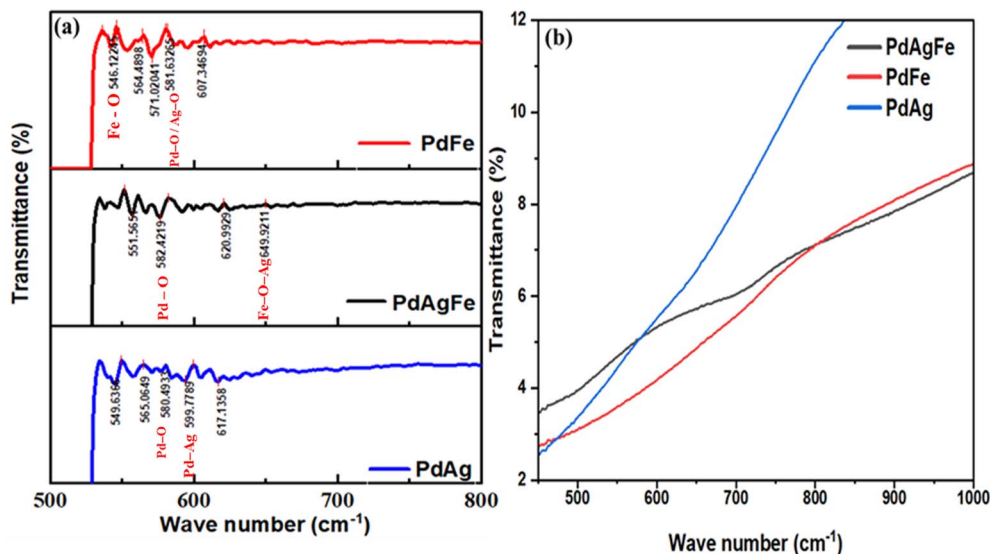 (a)
546.1224
564.4898
571.02041
581.63265
607.34694
Fe - O
Pd–O / Ag–O
PdFe
551.565
582.4219
620.9929
649.9211
Pd – O
Fe–O–Ag
PdAgFe
549.636
565.0649
580.4933
599.7789
617.1358
Pd–O
Pd–Ag
PdAg
Transmittance (%)
500 600 700 800
Wave number (cm-1)
(b)
PdAgFe
PdFe
PdAg
Transmittance (%)
12
10
8
6
4
2
500 600 700 800 900 1000
Wave number (cm-1)